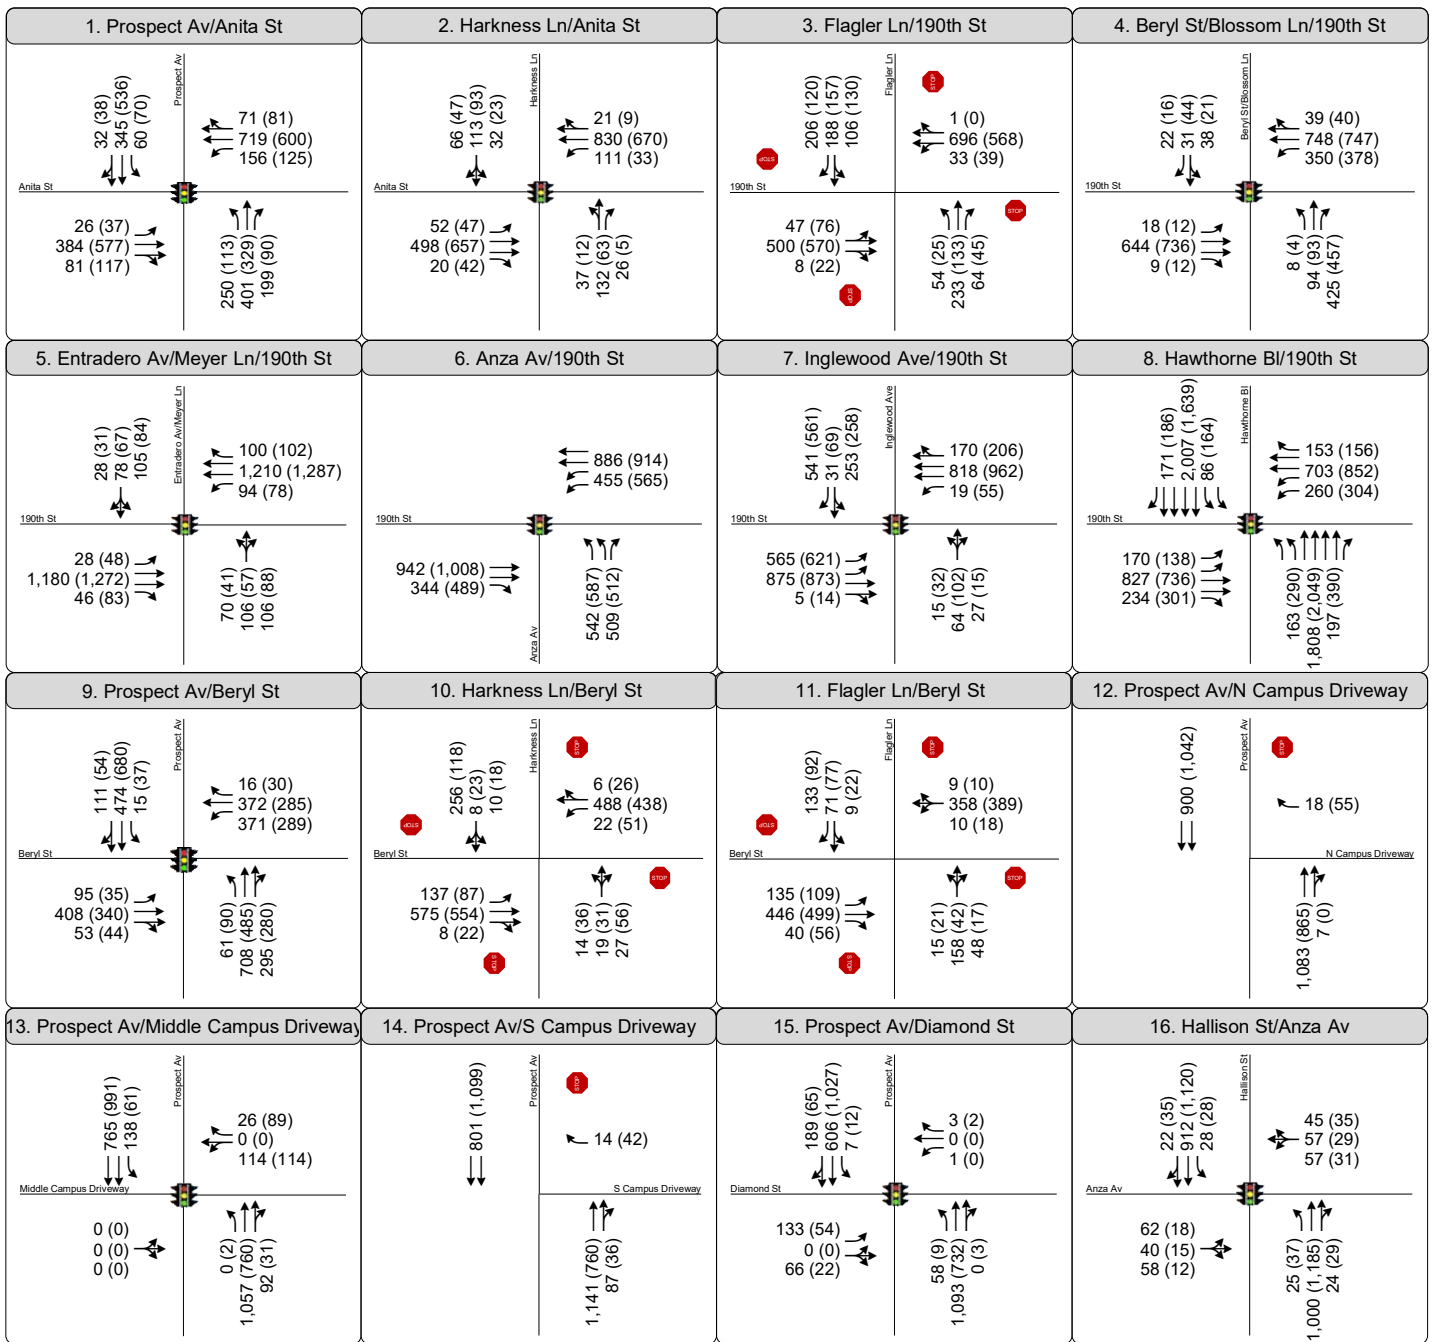 1. Prospect Av/Anita St
32 (38)
345 (536)
60 (70)
Prospect Av
71 (81)
719 (600)
156 (125)
Anita St
26 (37)
384 (577)
81 (117)
250 (113)
401 (329)
199 (90)
2. Harkness Ln/Anita St
66 (47)
113 (93)
32 (23)
Harkness Ln
21 (9)
830 (670)
111 (33)
Anita St
52 (47)
498 (657)
20 (42)
37 (12)
132 (63)
26 (5)
3. Flagler Ln/190th St
206 (120)
188 (157)
106 (130)
Flagler Ln
STOP
1 (0)
696 (568)
33 (39)
STOP
190th St
STOP
47 (76)
500 (570)
8 (22)
54 (25)
233 (133)
64 (45)
STOP
4. Beryl St/Blossom Ln/190th St
22 (16)
31 (44)
38 (21)
Beryl St/Blossom Ln
39 (40)
748 (747)
350 (378)
190th St
18 (12)
644 (736)
9 (12)
8 (4)
94 (93)
425 (457)
5. Entradero Av/Meyer Ln/190th St
28 (31)
78 (67)
105 (84)
Entradero Av/Meyer Ln
100 (102)
1,210 (1,287)
94 (78)
190th St
28 (48)
1,180 (1,272)
46 (83)
70 (41)
106 (57)
106 (88)
6. Anza Av/190th St
886 (914)
455 (565)
190th St
942 (1,008)
344 (489)
Anza Av
542 (587)
509 (512)
7. Inglewood Ave/190th St
541 (561)
31 (69)
253 (258)
Inglewood Ave
170 (206)
818 (962)
19 (55)
190th St
565 (621)
875 (873)
5 (14)
15 (32)
64 (102)
27 (15)
8. Hawthorne Bl/190th St
171 (186)
2,007 (1,639)
86 (164)
Hawthorne Bl
153 (156)
703 (852)
260 (304)
190th St
170 (138)
827 (736)
234 (301)
163 (290)
1,808 (2,049)
197 (390)
9. Prospect Av/Beryl St
111 (54)
474 (680)
15 (37)
Prospect Av
16 (30)
372 (285)
371 (289)
Beryl St
95 (35)
408 (340)
53 (44)
61 (90)
708 (485)
295 (280)
10. Harkness Ln/Beryl St
256 (118)
8 (23)
10 (18)
Harkness Ln
STOP
6 (26)
488 (438)
22 (51)
STOP
Beryl St
STOP
137 (87)
575 (554)
8 (22)
14 (36)
19 (31)
27 (56)
STOP
11. Flagler Ln/Beryl St
133 (92)
71 (77)
9 (22)
Flagler Ln
STOP
9 (10)
358 (389)
10 (18)
STOP
Beryl St
STOP
135 (109)
446 (499)
40 (56)
15 (21)
158 (42)
48 (17)
STOP
12. Prospect Av/N Campus Driveway
900 (1,042)
Prospect Av
STOP
18 (55)
N Campus Driveway
1,083 (865)
7 (0)
13. Prospect Av/Middle Campus Driveway
765 (991)
138 (61)
Prospect Av
26 (89)
0 (0)
114 (114)
Middle Campus Driveway
0 (0)
0 (0)
0 (0)
0 (2)
1,057 (760)
92 (31)
14. Prospect Av/S Campus Driveway
801 (1,099)
Prospect Av
STOP
14 (42)
S Campus Driveway
1,141 (760)
87 (36)
15. Prospect Av/Diamond St
189 (65)
606 (1,027)
7 (12)
Prospect Av
3 (2)
0 (0)
1 (0)
Diamond St
133 (54)
0 (0)
66 (22)
58 (9)
1,093 (732)
0 (3)
16. Hallison St/Anza Av
22 (35)
912 (1,120)
28 (28)
Hallison St
45 (35)
57 (29)
57 (31)
Anza Av
62 (18)
40 (15)
58 (12)
25 (37)
1,000 (1,185)
24 (29)